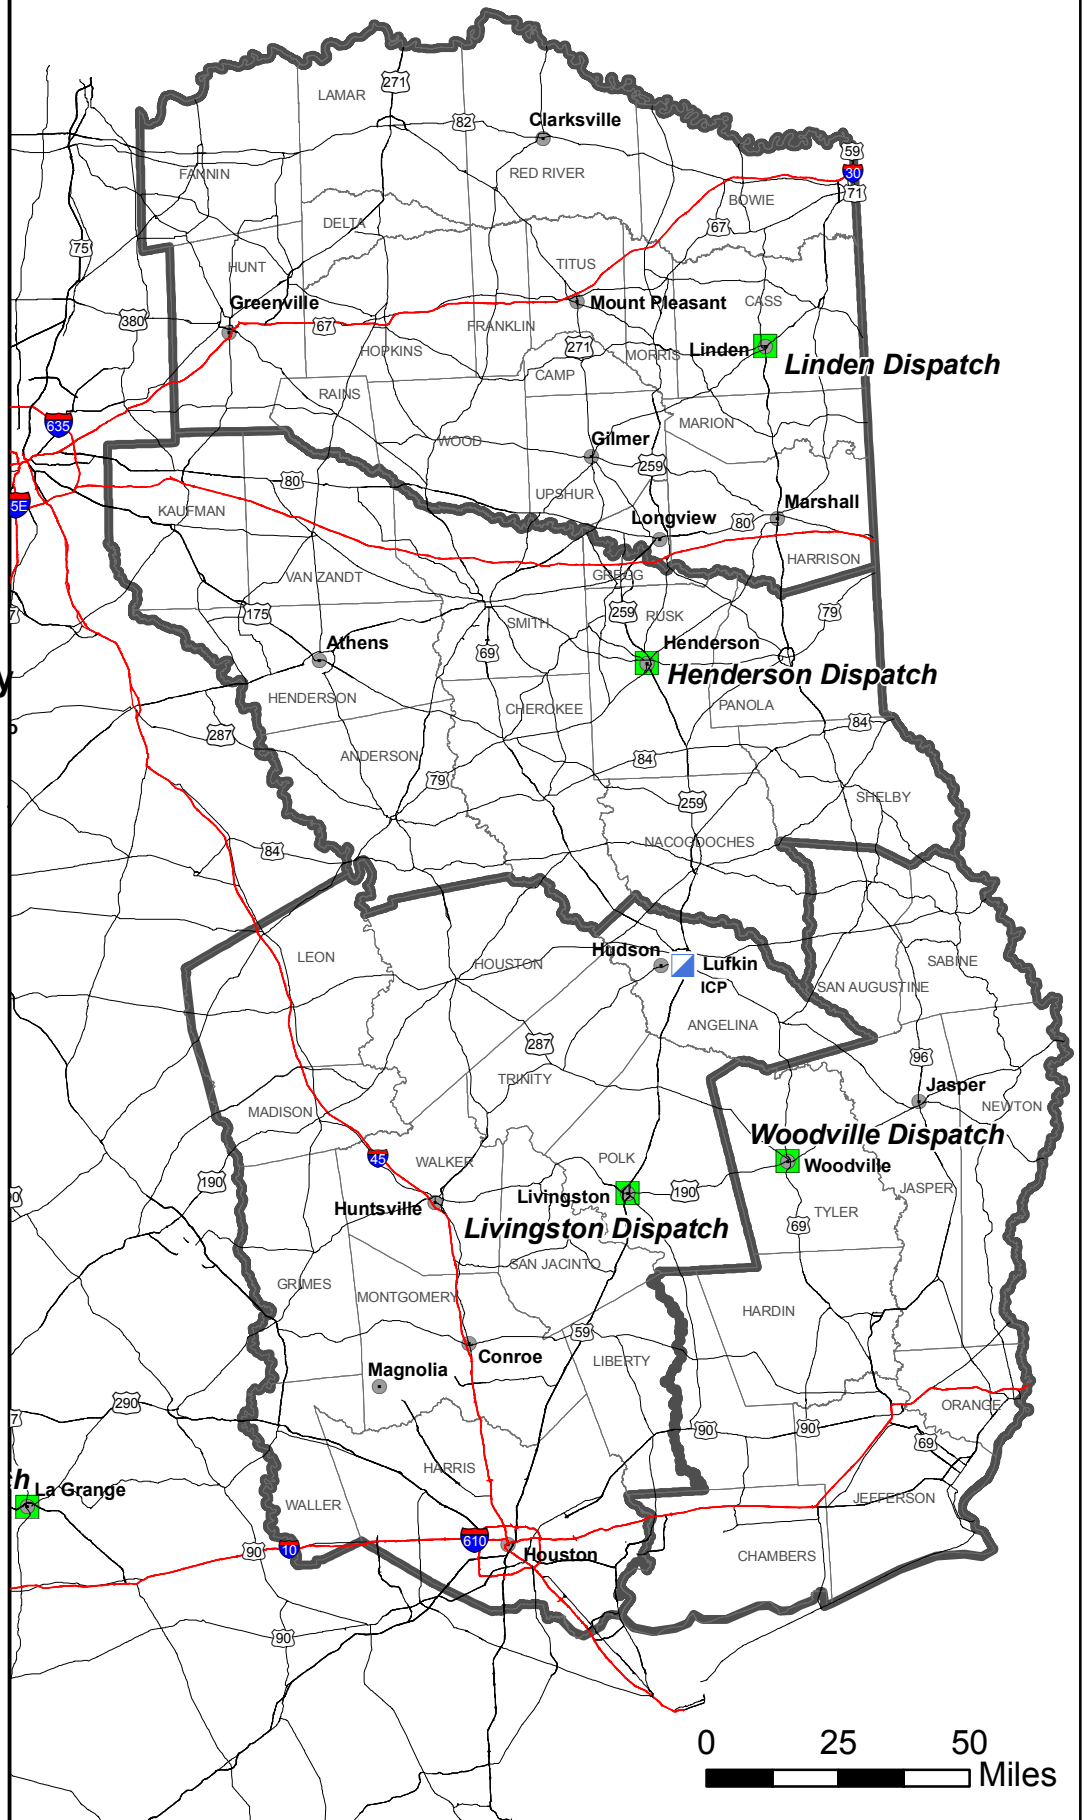 271
LAMAR
82
Clarksville
59
30
71
FANNIN
RED RIVER
BOWIE
DELTA
67
75
HUNT
TITUS
Greenville
Mount Pleasant
CASS
380
67
FRANKLIN
HOPKINS
271
MORRIS
Linden
Linden Dispatch
CAMP
RAINS
635
MARION
WOOD
Gilmer
259
80
5E
UPSHUR
Marshall
KAUFMAN
Longview
80
HARRISON
VAN ZANDT
GREGG
7
175
259
RUSK
79
SMITH
Athens
69
Henderson
Henderson Dispatch
y
HENDERSON
CHEROKEE
PANOLA
287
84
ANDERSON
84
79
259
SHELBY
NACOGDOCHES
84
LEON
HOUSTON
Hudson
Lufkin
ICP
SABINE
SAN AUGUSTINE
ANGELINA
287
96
TRINITY
Jasper
MADISON
NEWTON
Woodville Dispatch
45
WALKER
POLK
Woodville
190
JASPER
Livingston
190
Huntsville
TYLER
Livingston Dispatch
69
SAN JACINTO
GRIMES
MONTGOMERY
HARDIN
59
Conroe
LIBERTY
Magnolia
290
7
90
90
ORANGE
69
HARRIS
h
La Grange
WALLER
JEFFERSON
610
90
10
Houston
CHAMBERS
90
0 25 50
Miles